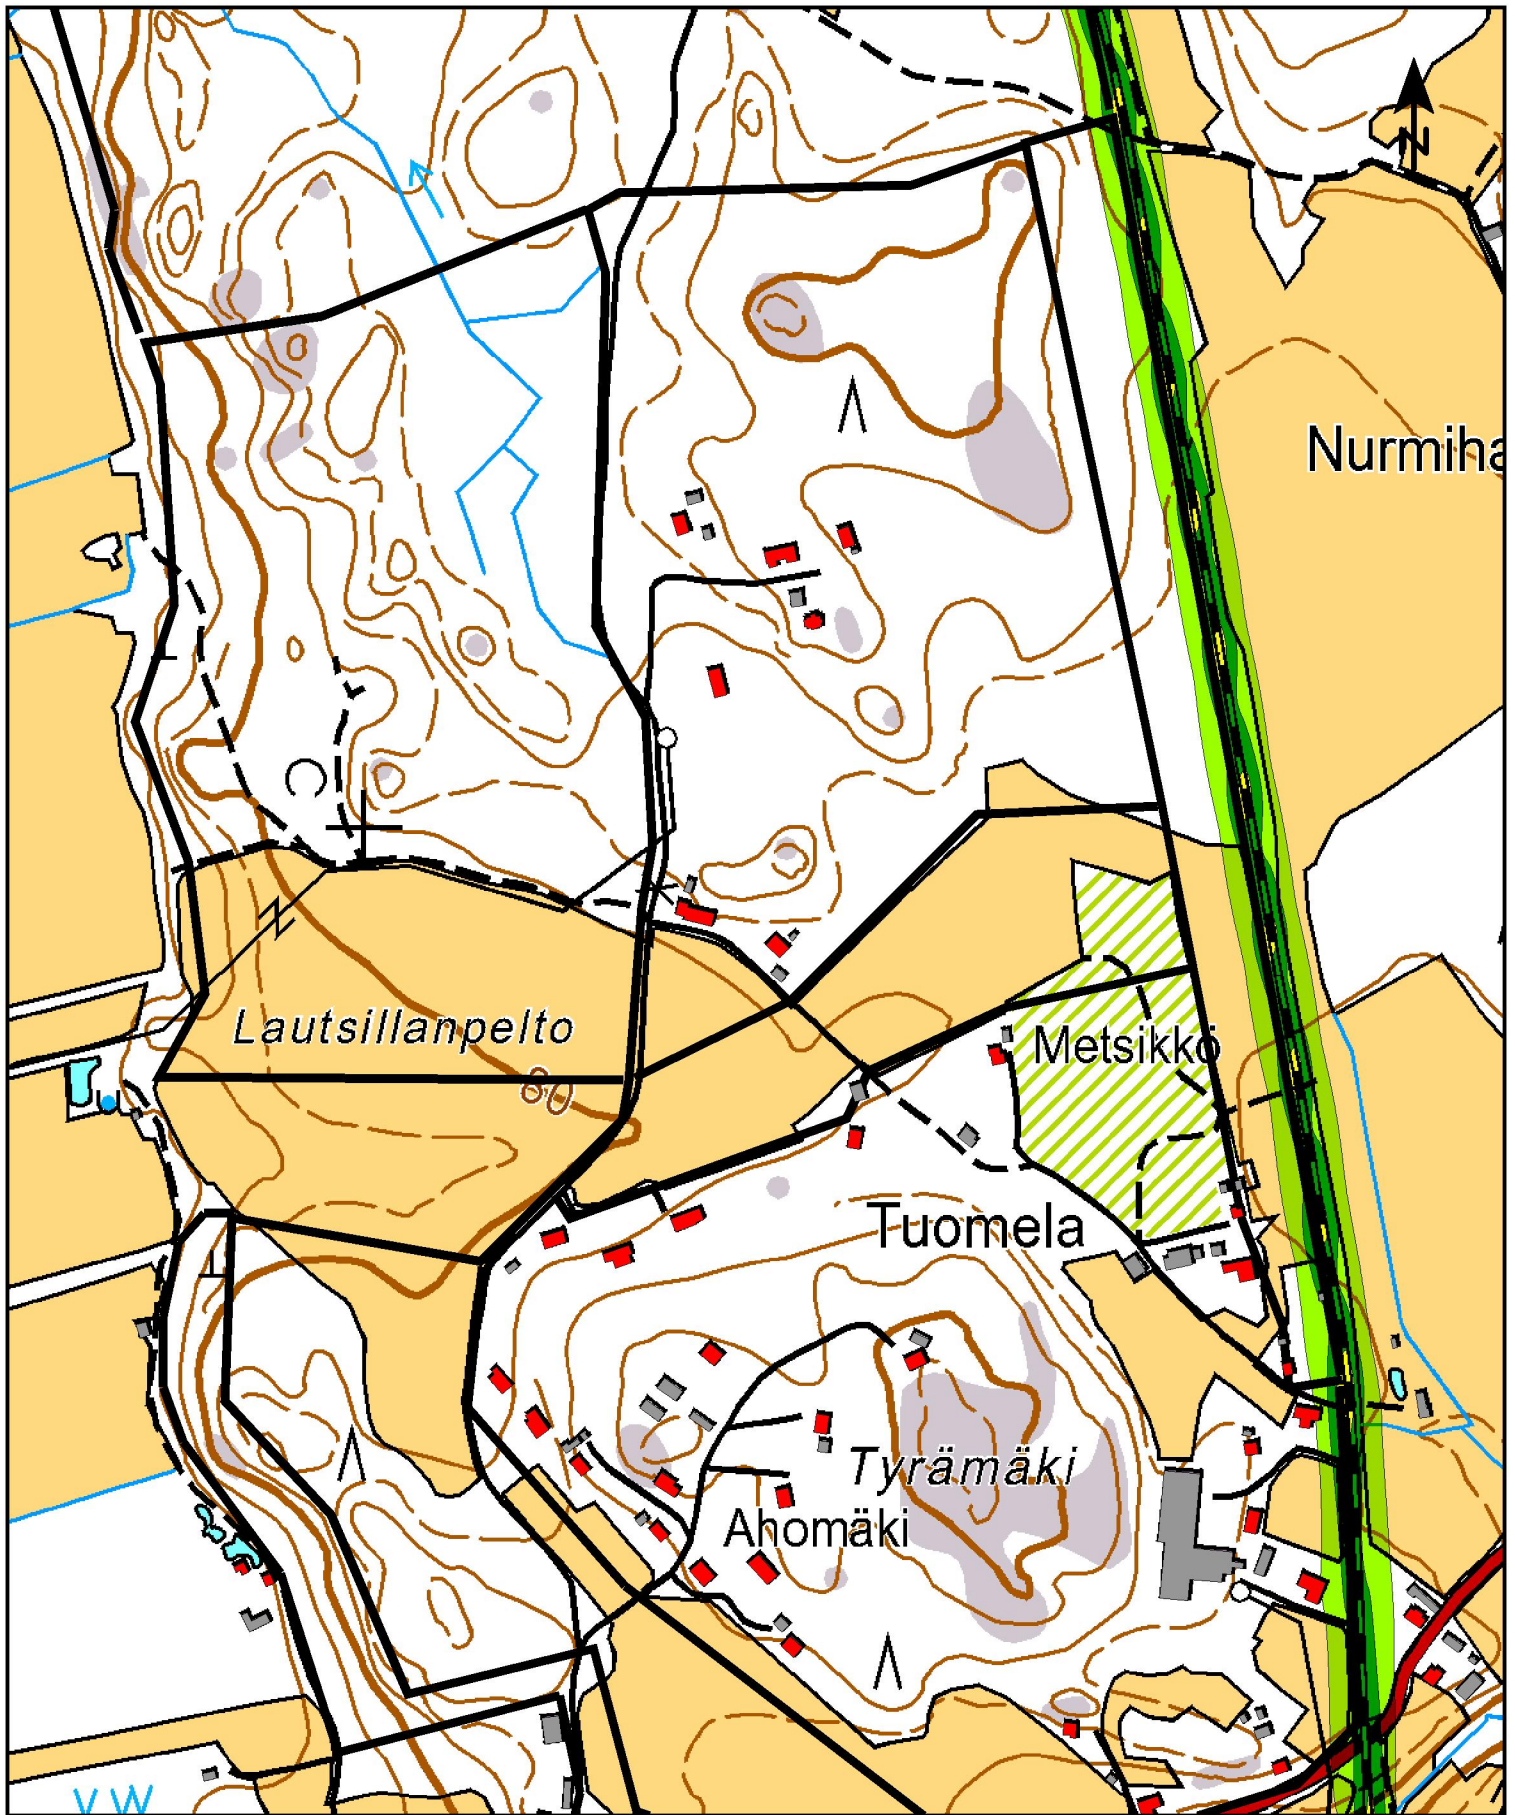 N
Nurmiha
Lautsillanpelto
Metsikkö
80
Tuomela
Tyrämäki
Ahomäki